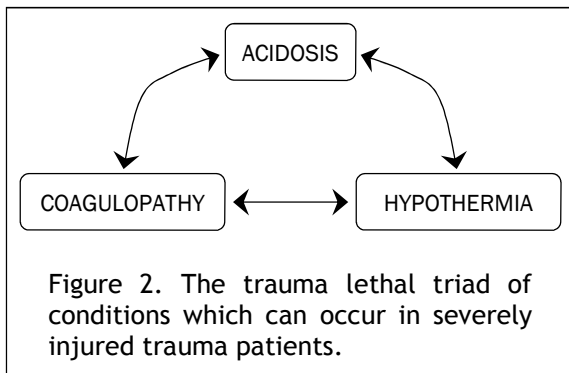 ACIDOSIS
COAGULOPATHY
HYPOTHERMIA
Figure 2. The trauma lethal triad of
conditions which can occur in severely
injured trauma patients.